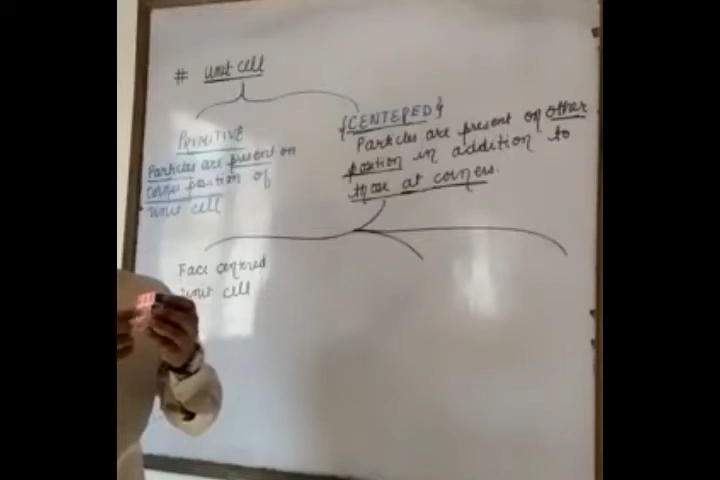 # Unit cell
PRIMITIVE
Particles are present on
corner position of
unit cell
{CENTERED}
Particles are present on other
position in addition to
those at corners.
Face centered
unit cell